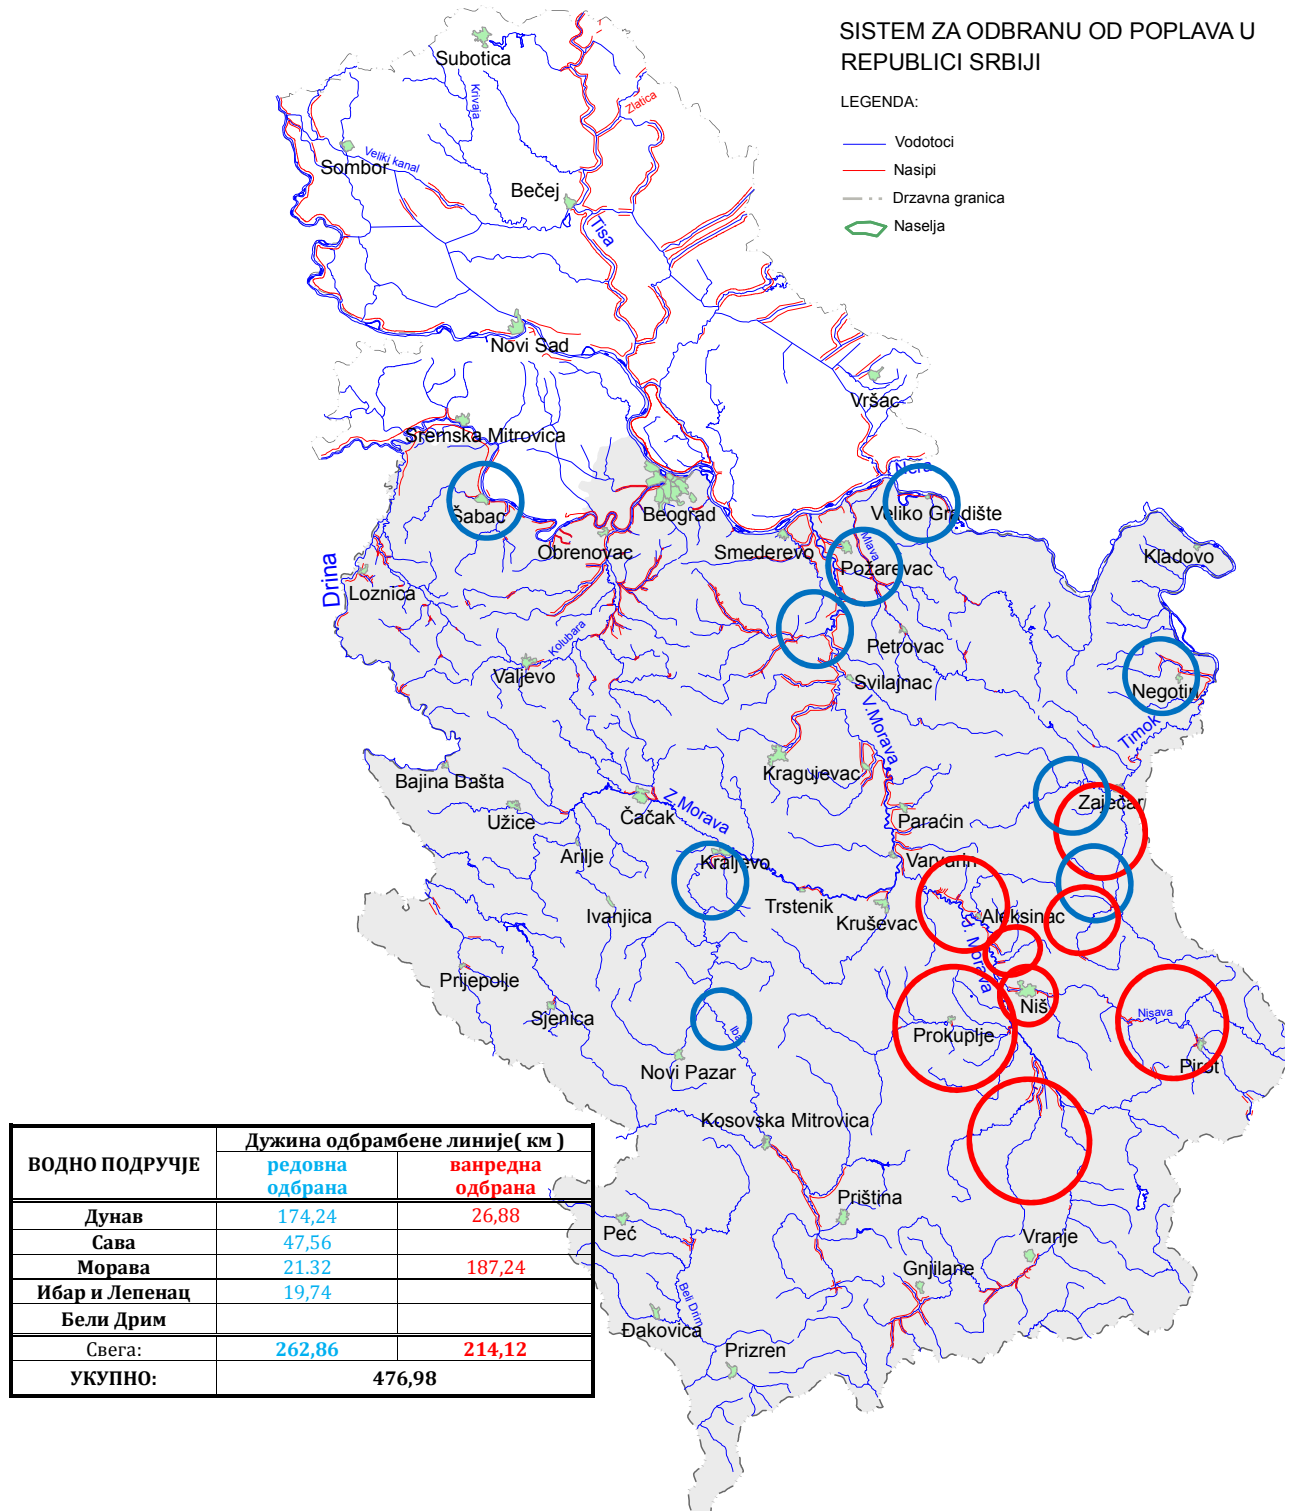 SISTEM ZA ODBRANU OD POPLAVA U
REPUBLICI SRBIJI
LEGENDA:
Vodotoci
Nasipi
Drzavna granica
Naselja
Subotica
Krivaja
Zlatica
Sombor
Veliki kanal
Bečej
Tisa
Novi Sad
Vršac
Sremska Mitrovica
Nera
Šabac
Beograd
Veliko Gradište
Obrenovac
Smederevo
Mlava
Požarevac
Kladovo
Drina
Loznica
Kolubara
Petrovac
Valjevo
Svilajnac
Negotin
V.Morava
Timok
Bajina Bašta
Kragujevac
Užice
Čačak
Z.Morava
Paraćin
Zaječar
Arilje
Kraljevo
Varvarin
Ivanjica
Trstenik
Kruševac
Aleksinac
J. Morava
Prijepolje
Sjenica
Ibar
Niš
Prokuplje
Nisava
Pirot
Novi Pazar
Kosovska Mitrovica
Priština
Peć
Vranje
Gnjilane
Beli Drim
Đakovica
Prizren
ВОДНО ПОДРУЧЈЕ
Дужина одбрамбене линије( км )
редовна
одбрана
ванредна
одбрана
Дунав 174,24 26,88
Сава 47,56
Морава 21.32 187,24
Ибар и Лепенац 19,74
Бели Дрим
Свега: 262,86 214,12
УКУПНО: 476,98